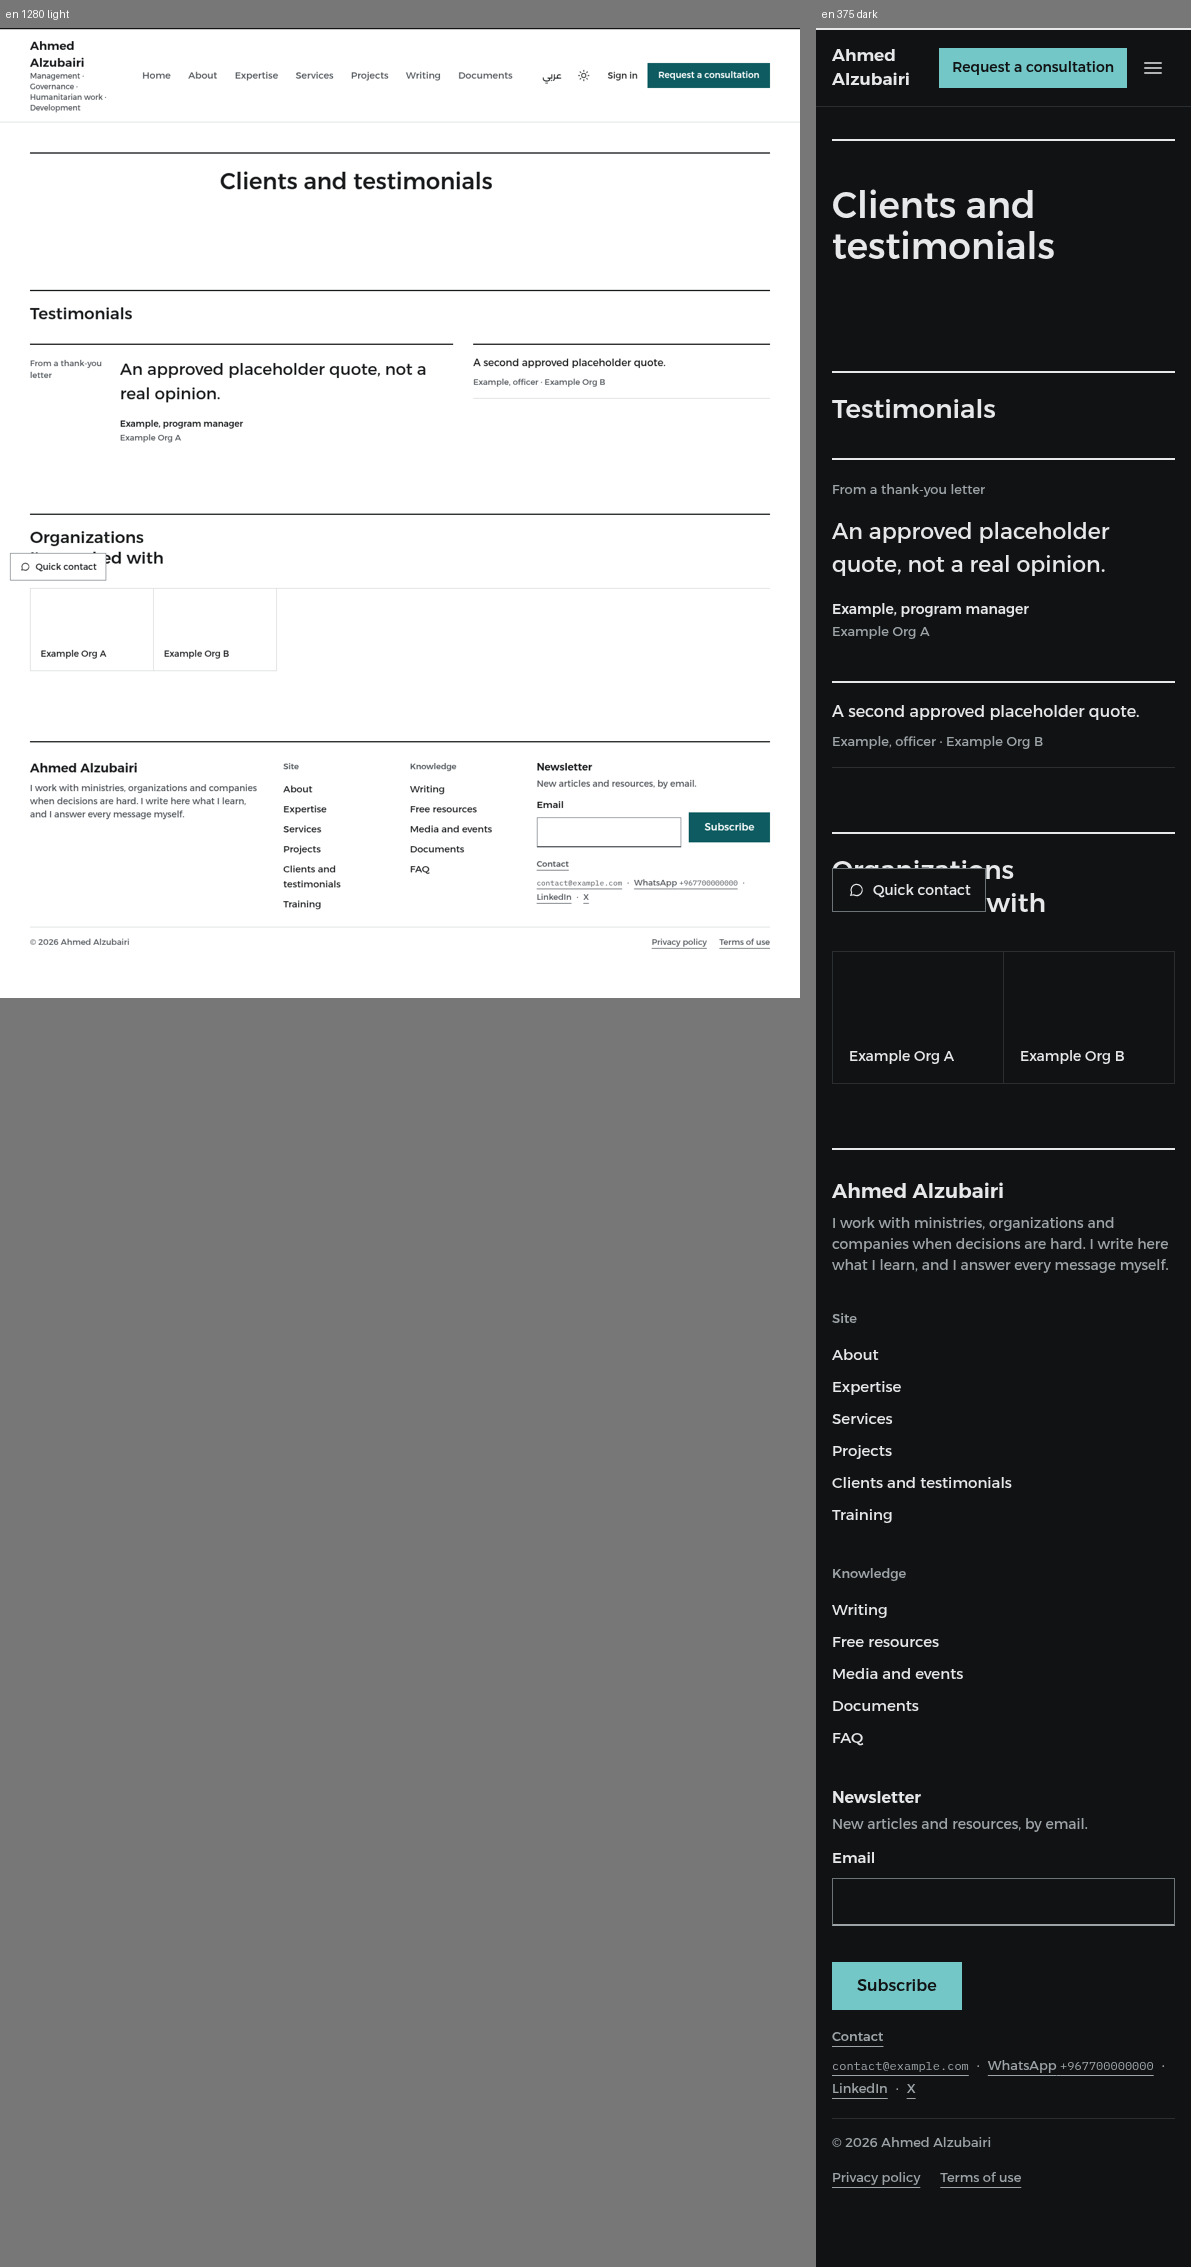 en 1280 light
Ahmed
Alzubairi
Management ·
Governance ·
Humanitarian work ·
Development
Home About Expertise Services Projects Writing Documents عربي Sign in Request a consultation
Clients and testimonials
Testimonials
From a thank-you
letter
An approved placeholder quote, not a
real opinion.
Example, program manager
Example Org A
A second approved placeholder quote.
Example, officer · Example Org B
Organizations
with
Quick contact
Example Org A
Example Org B
Ahmed Alzubairi
I work with ministries, organizations and companies
when decisions are hard. I write here what I learn,
and I answer every message myself.
Site
About
Expertise
Services
Projects
Clients and
testimonials
Training
Knowledge
Writing
Free resources
Media and events
Documents
FAQ
Newsletter
New articles and resources, by email.
Email
Subscribe
Contact
contact@example.com · WhatsApp +967700000000 ·
LinkedIn · X
© 2026 Ahmed Alzubairi
Privacy policy Terms of use
en 375 dark
Ahmed
Alzubairi
Request a consultation
Clients and
testimonials
Testimonials
From a thank-you letter
An approved placeholder
quote, not a real opinion.
Example, program manager
Example Org A
A second approved placeholder quote.
Example, officer · Example Org B
Organizations
with
Quick contact
Example Org A
Example Org B
Ahmed Alzubairi
I work with ministries, organizations and
companies when decisions are hard. I write here
what I learn, and I answer every message myself.
Site
About
Expertise
Services
Projects
Clients and testimonials
Training
Knowledge
Writing
Free resources
Media and events
Documents
FAQ
Newsletter
New articles and resources, by email.
Email
Subscribe
Contact
contact@example.com · WhatsApp +967700000000 ·
LinkedIn · X
© 2026 Ahmed Alzubairi
Privacy policy Terms of use